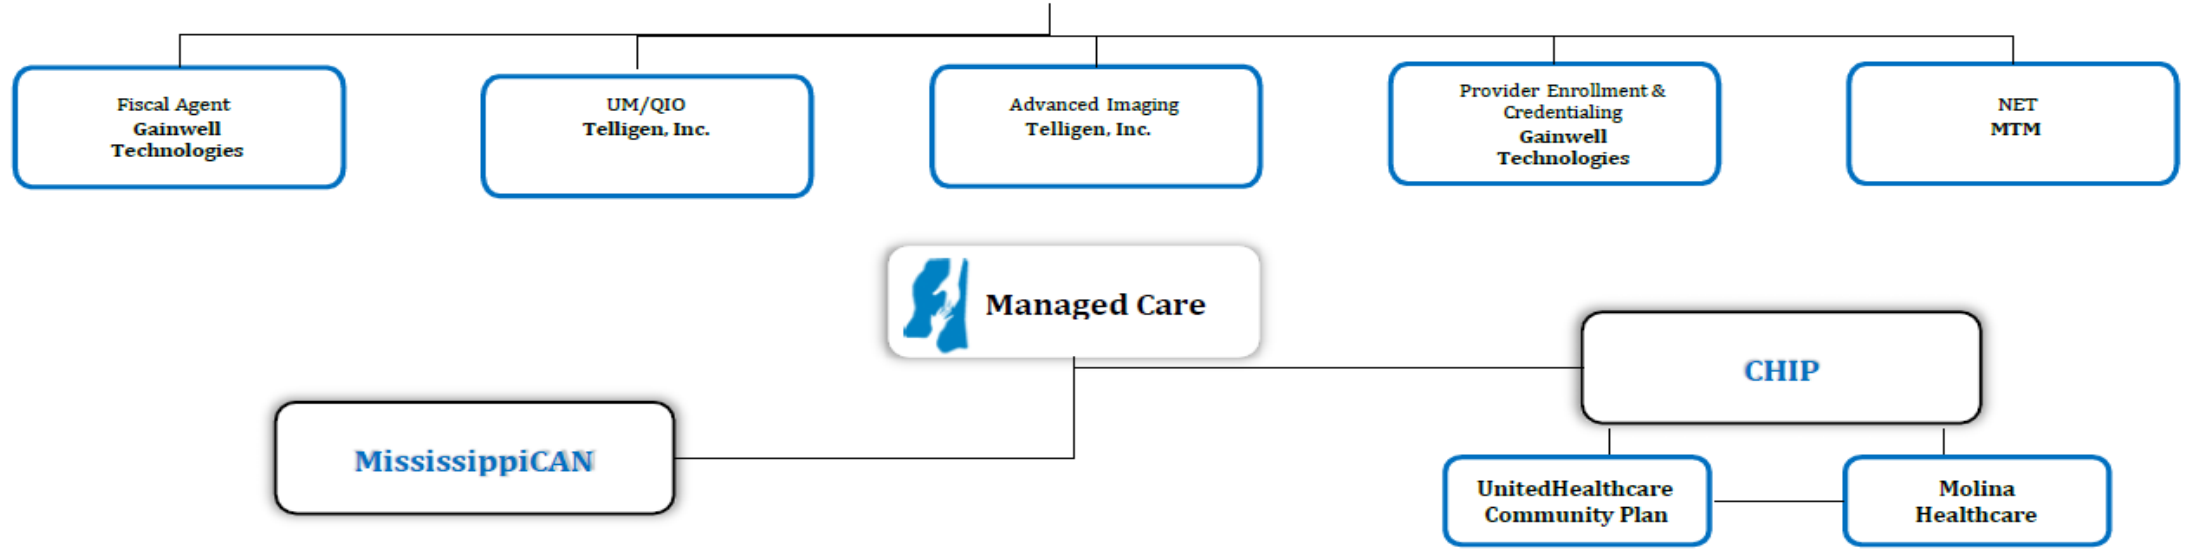 Fiscal Agent
Gainwell
Technologies
UM/QIO
Telligen, Inc.
Advanced Imaging
Telligen, Inc.
Provider Enrollment &
Credentialing
Gainwell
Technologies
NET
MTM
Managed Care
CHIP
MississippiCAN
UnitedHealthcare
Community Plan
Molina
Healthcare